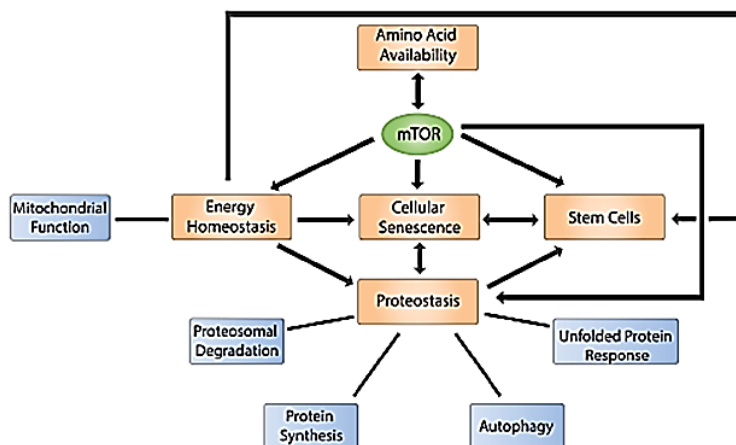 Amino Acid
Availability
mTOR
Mitochondrial
Function
Energy
Homeostasis
Cellular
Senescence
Stem Cells
Proteostasis
Proteosomal
Degradation
Unfolded Protein
Response
Protein
Synthesis
Autophagy